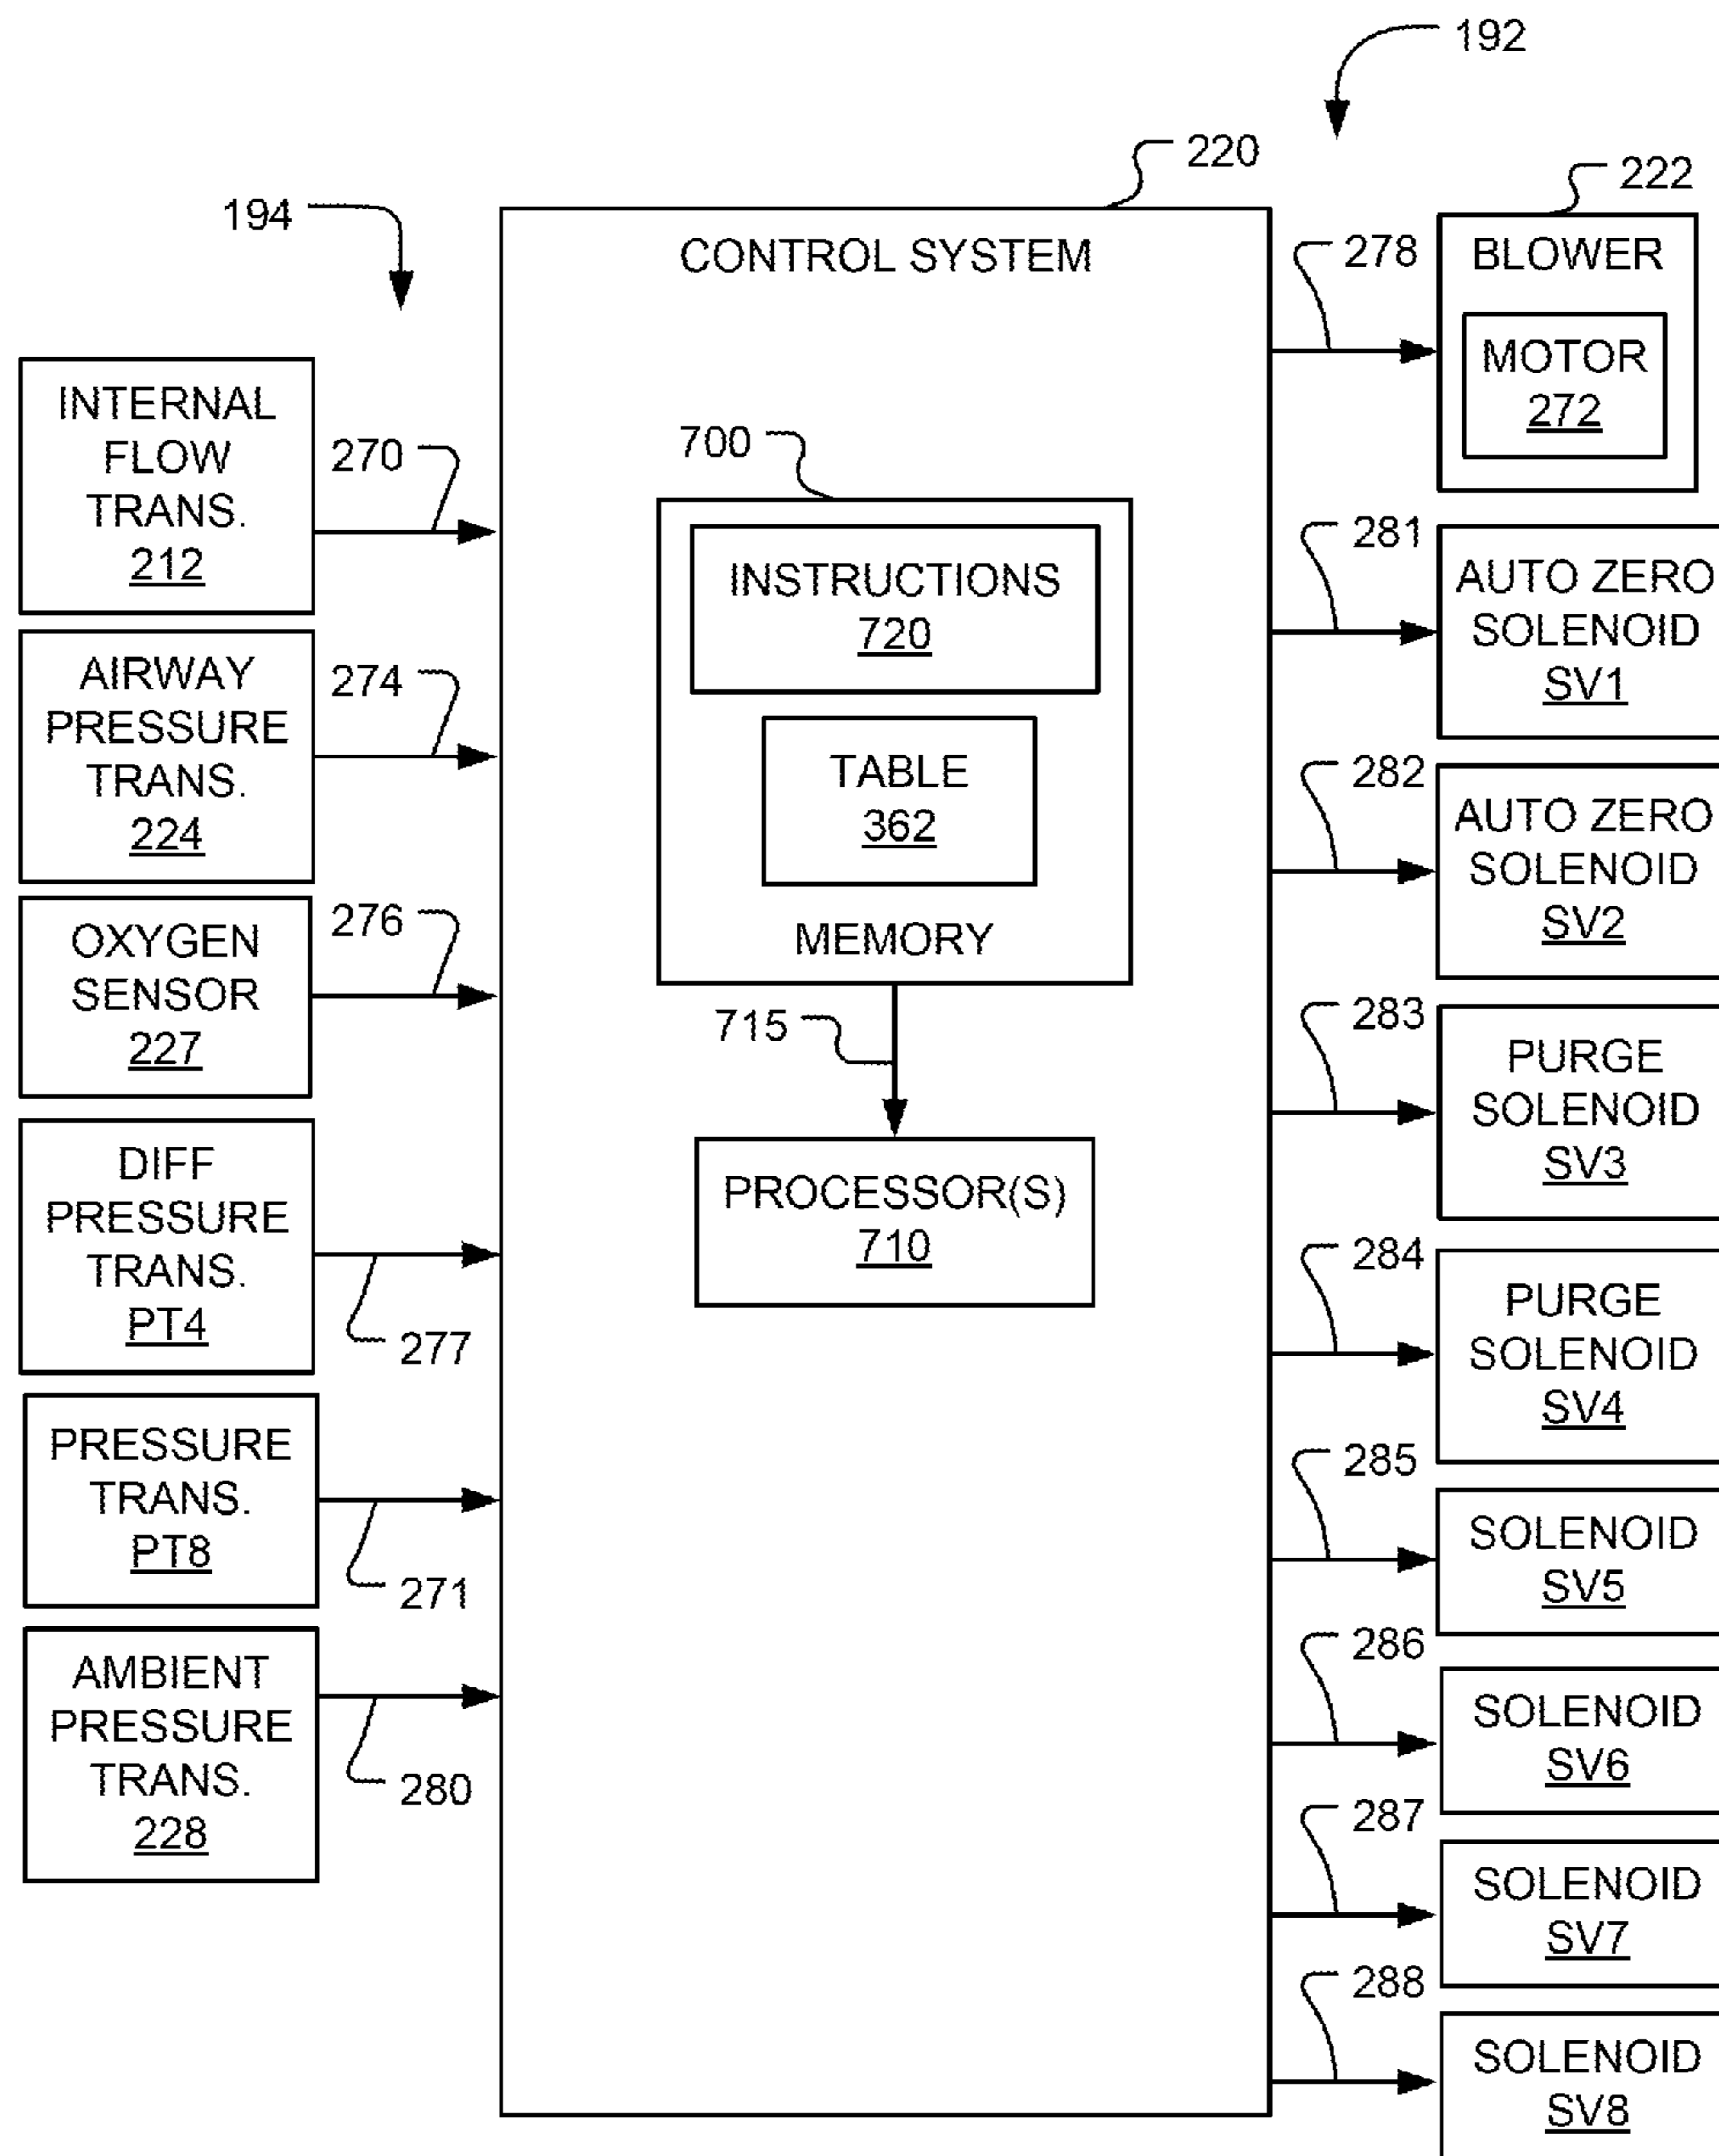 192
220
222
194
CONTROL SYSTEM
278
BLOWER
MOTOR
272
INTERNAL
FLOW
TRANS.
212
270
700
281
INSTRUCTIONS
720
AUTO ZERO
SOLENOID
SV1
AIRWAY
PRESSURE
TRANS.
224
274
TABLE
362
MEMORY
282
AUTO ZERO
SOLENOID
SV2
OXYGEN
SENSOR
227
276
715
283
PURGE
SOLENOID
SV3
DIFF
PRESSURE
TRANS.
PT4
277
PROCESSOR(S)
710
284
PURGE
SOLENOID
SV4
PRESSURE
TRANS.
PT8
271
285
SOLENOID
SV5
AMBIENT
PRESSURE
TRANS.
228
280
286
SOLENOID
SV6
287
SOLENOID
SV7
288
SOLENOID
SV8